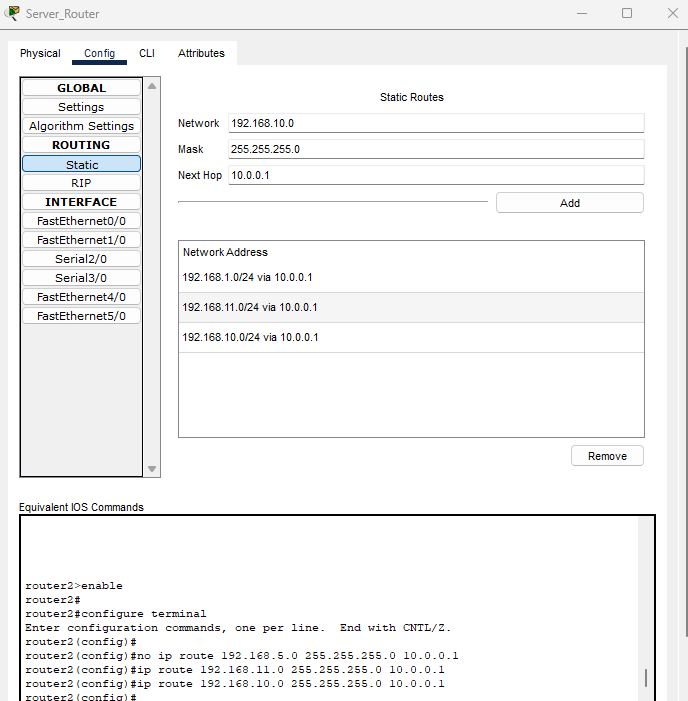 Server_Router
Physical Config CLI Attributes
GLOBAL
Settings
Algorithm Settings
ROUTING
Static
RIP
INTERFACE
FastEthernet0/0
FastEthernet1/0
Serial2/0
Serial3/0
FastEthernet4/0
FastEthernet5/0
Static Routes
Network 192.168.10.0
Mask 255.255.255.0
Next Hop 10.0.0.1
Add
Network Address
192.168.1.0/24 via 10.0.0.1
192.168.11.0/24 via 10.0.0.1
192.168.10.0/24 via 10.0.0.1
Remove
Equivalent IOS Commands
router2>enable
router2#
router2#configure terminal
Enter configuration commands, one per line.  End with CNTL/Z.
router2(config)#
router2(config)#no ip route 192.168.5.0 255.255.255.0 10.0.0.1
router2(config)#ip route 192.168.11.0 255.255.255.0 10.0.0.1
router2(config)#ip route 192.168.10.0 255.255.255.0 10.0.0.1
router2(config)#